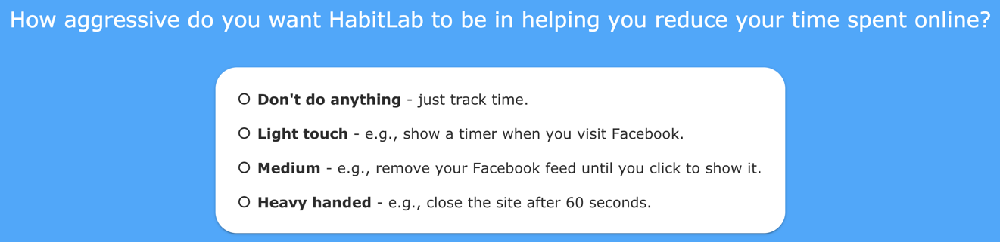 How aggressive do you want HabitLab to be in helping you reduce your time spent online?
Don't do anything - just track time.
Light touch - e.g., show a timer when you visit Facebook.
Medium - e.g., remove your Facebook feed until you click to show it.
Heavy handed - e.g., close the site after 60 seconds.